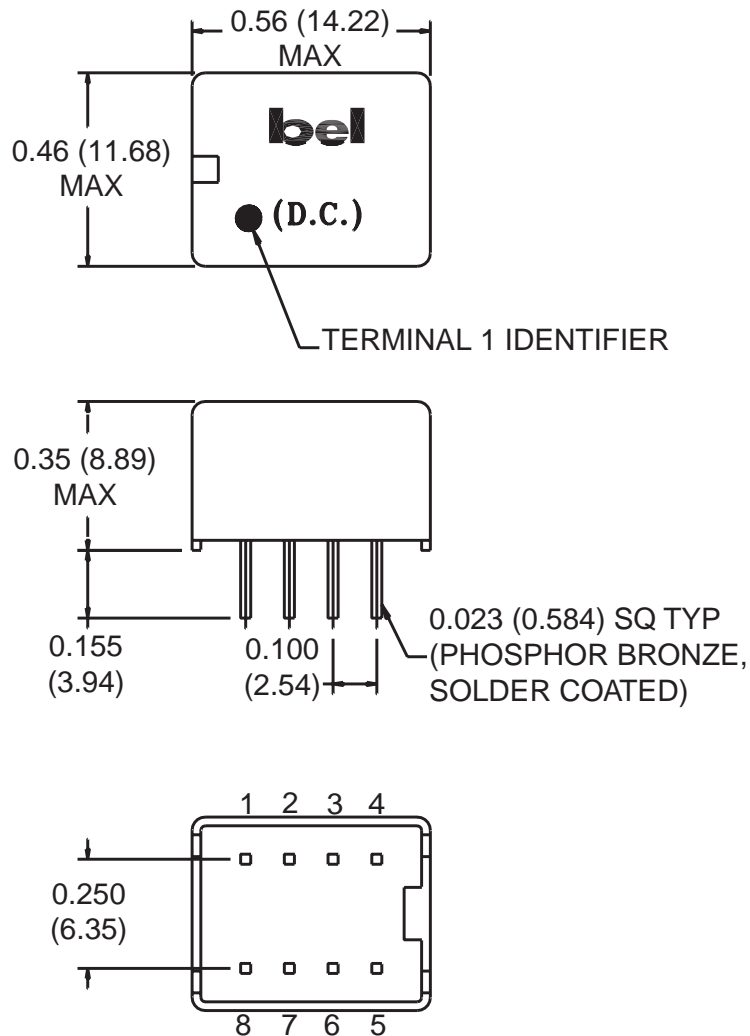 0.56 (14.22)
MAX
bel
0.46 (11.68)
MAX
(D.C.)
TERMINAL 1 IDENTIFIER
0.35 (8.89)
MAX
0.155
(3.94)
0.100
(2.54)
0.023 (0.584) SQ TYP
(PHOSPHOR BRONZE,
SOLDER COATED)
1 2 3 4
0.250
(6.35)
8 7 6 5